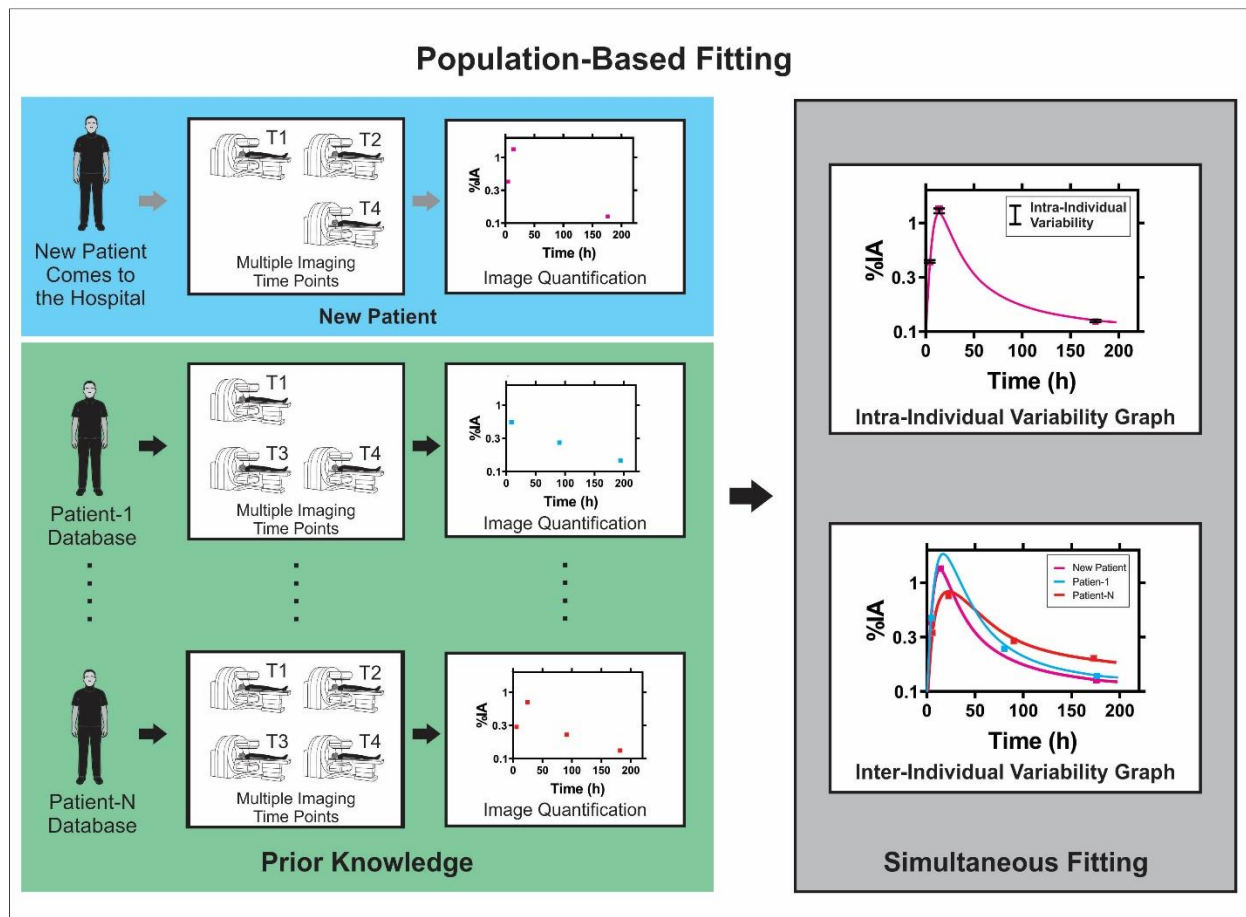 Population-Based Fitting
New Patient
Comes to
the Hospital
T1
T2
T4
Multiple Imaging
Time Points
New Patient
%IA
1
0.3
0.1
0 50 100 150 200
Time (h)
Image Quantification
Patient-1
Database
T1
T3
T4
Multiple Imaging
Time Points
%IA
1
0.3
0.1
0 50 100 150 200
Time (h)
Image Quantification
Patient-N
Database
T1
T2
T3
T4
Multiple Imaging
Time Points
%IA
1
0.3
0.1
0 50 100 150 200
Time (h)
Image Quantification
Prior Knowledge
Intra-Individual
Variability
%IA
1
0.3
0.1
0 50 100 150 200
Time (h)
Intra-Individual Variability Graph
New Patient
Patien-1
Patient-N
%IA
1
0.3
0.1
0 50 100 150 200
Time (h)
Inter-Individual Variability Graph
Simultaneous Fitting